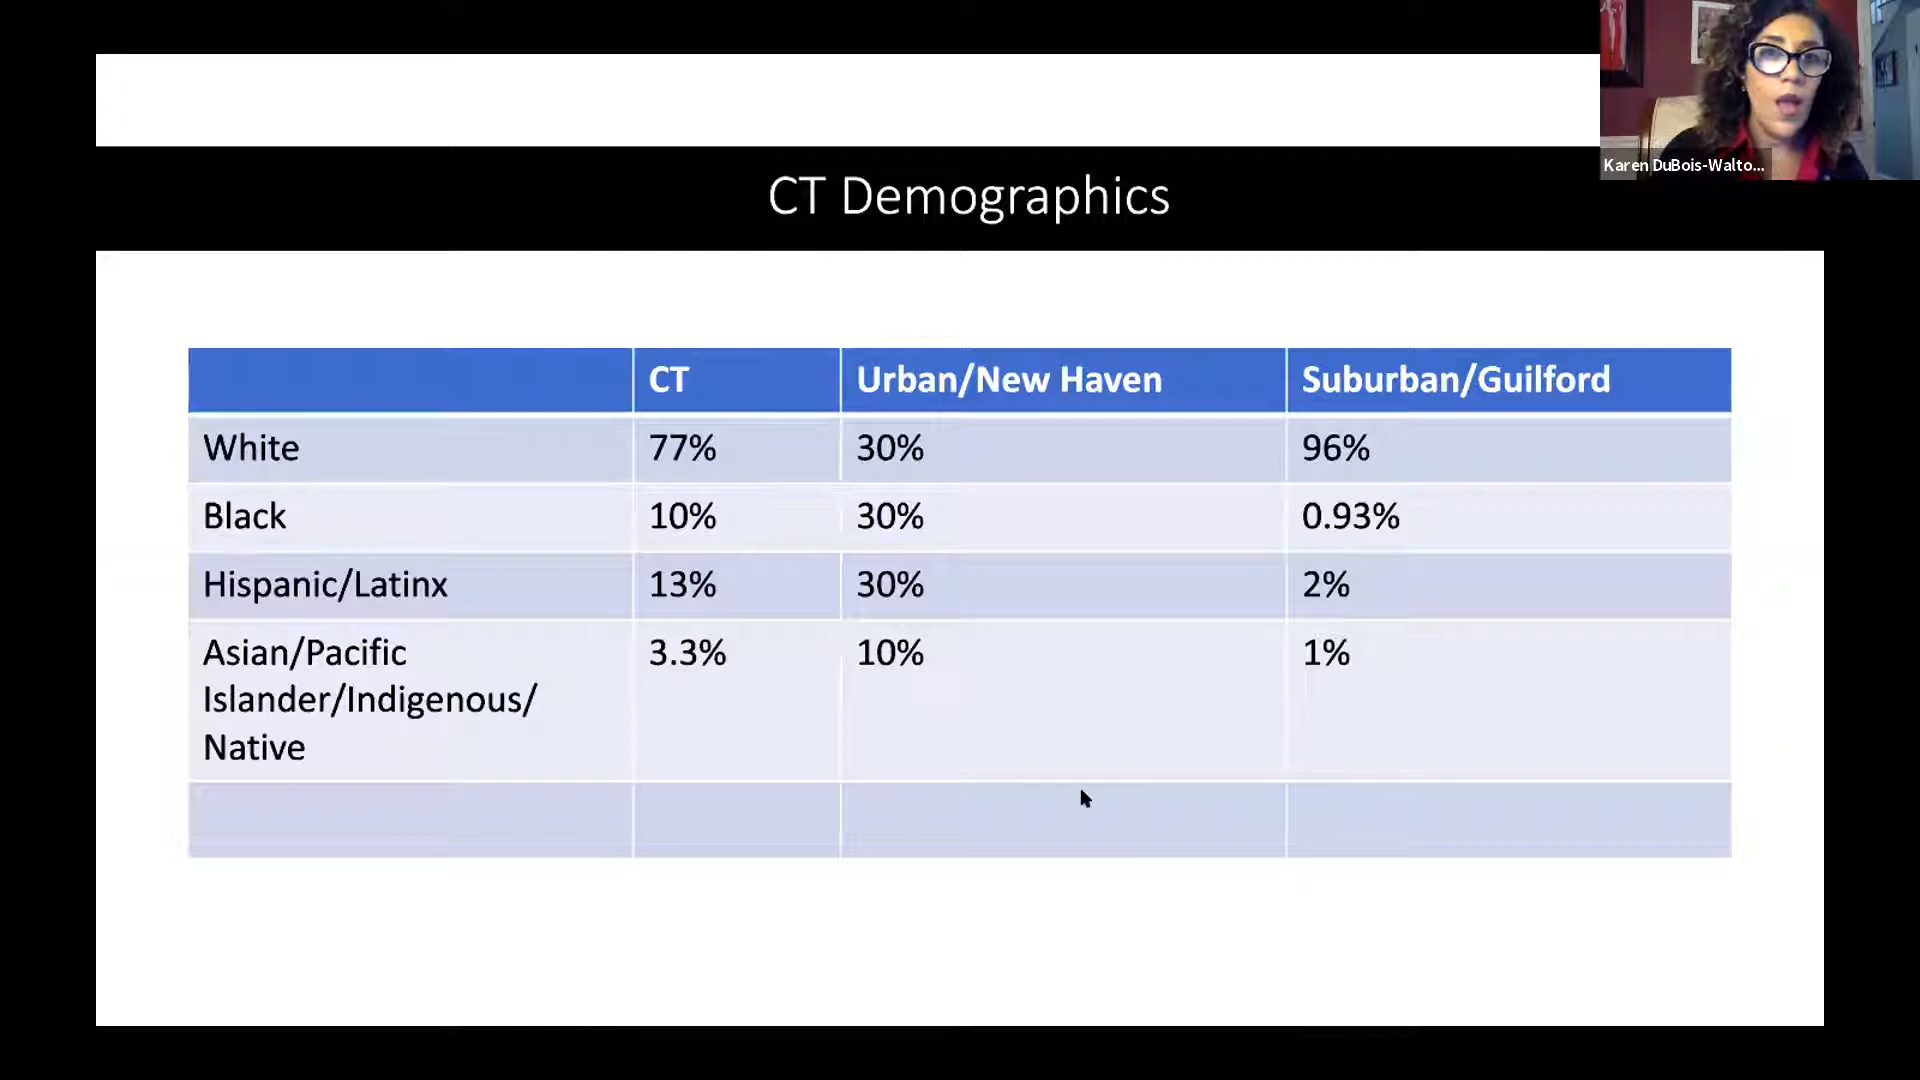 Karen DuBois-Walto...
CT Demographics
CT Urban/New Haven Suburban/Guilford
White 77% 30% 96%
Black 10% 30% 0.93%
Hispanic/Latinx 13% 30% 2%
Asian/Pacific 3.3% 10% 1%
Islander/Indigenous/
Native